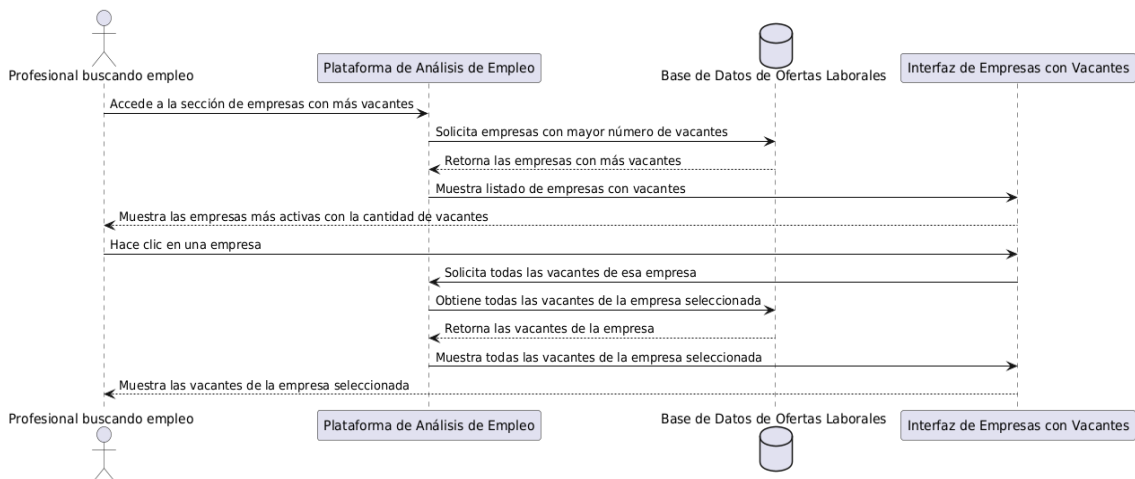 Profesional buscando empleo
Plataforma de Análisis de Empleo
Base de Datos de Ofertas Laborales
Interfaz de Empresas con Vacantes
Accede a la sección de empresas con más vacantes
Solicita empresas con mayor número de vacantes
Retorna las empresas con más vacantes
Muestra listado de empresas con vacantes
Muestra las empresas más activas con la cantidad de vacantes
Hace clic en una empresa
Solicita todas las vacantes de esa empresa
Obtiene todas las vacantes de la empresa seleccionada
Retorna las vacantes de la empresa
Muestra todas las vacantes de la empresa seleccionada
Muestra las vacantes de la empresa seleccionada
Profesional buscando empleo
Plataforma de Análisis de Empleo
Base de Datos de Ofertas Laborales
Interfaz de Empresas con Vacantes